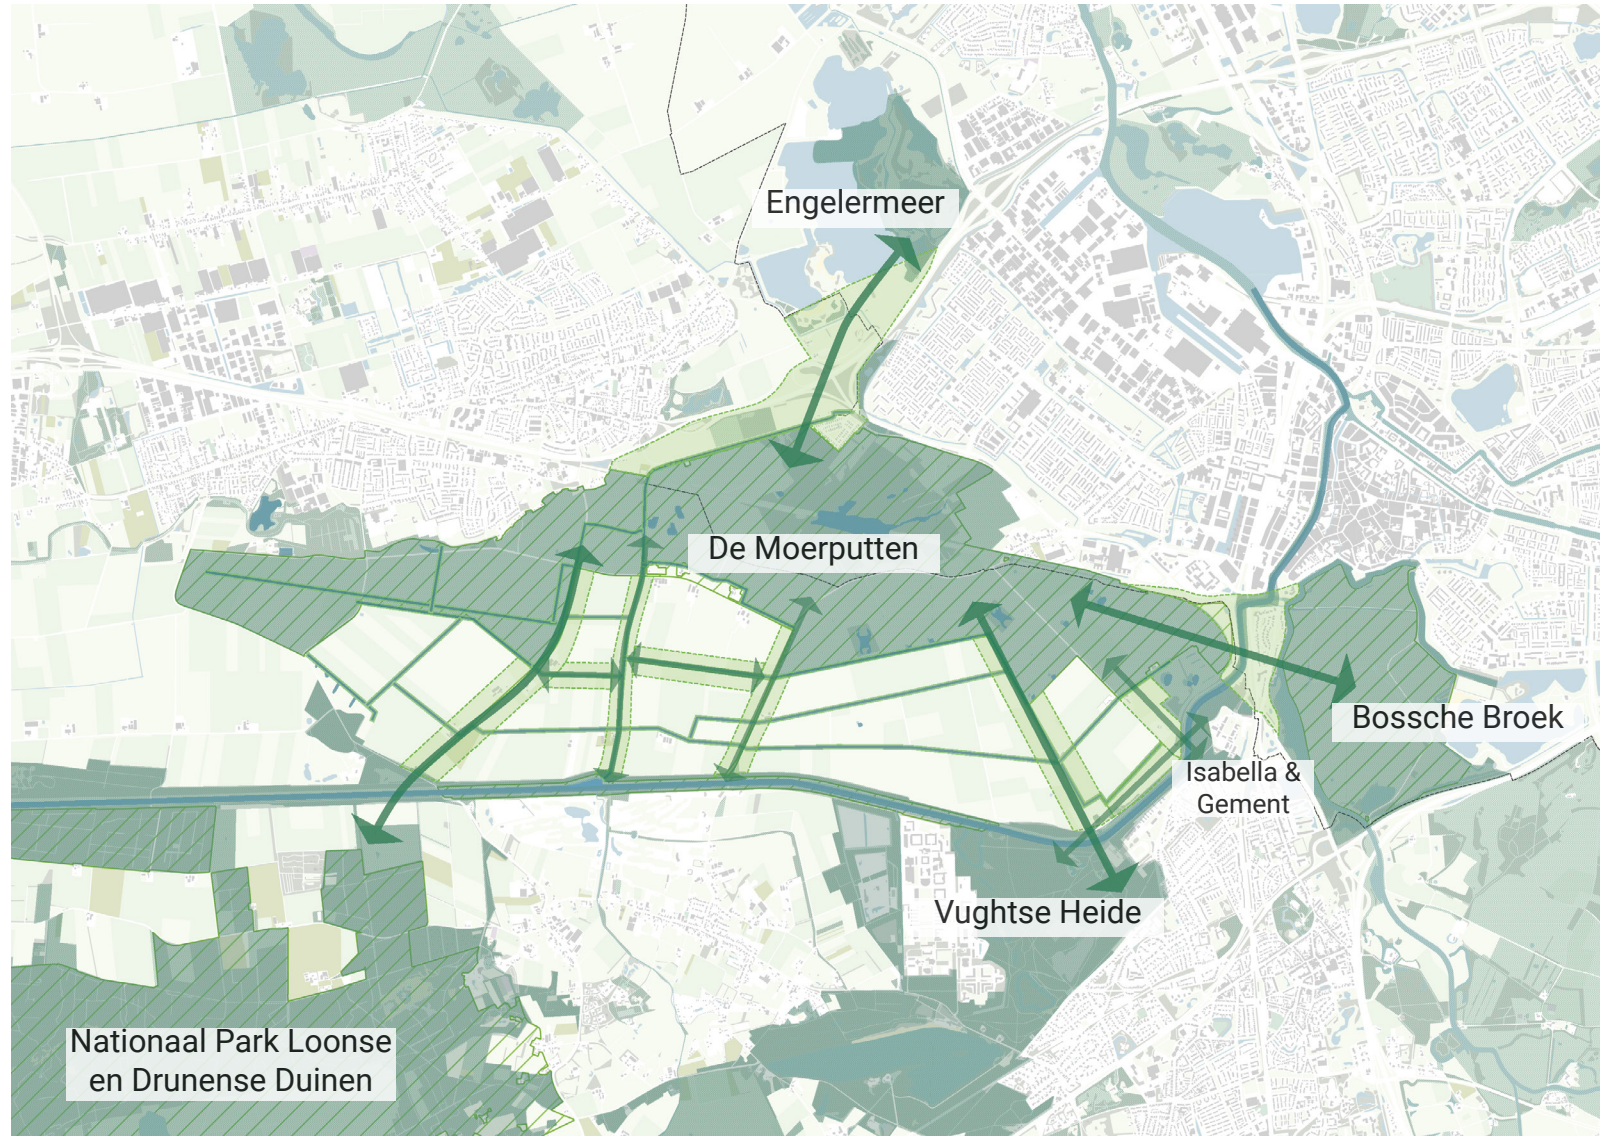 Engelermeer
De Moerputten
Bossche Broek
Isabella &
Gement
Vughtse Heide
Nationaal Park Loonse
en Drunense Duinen